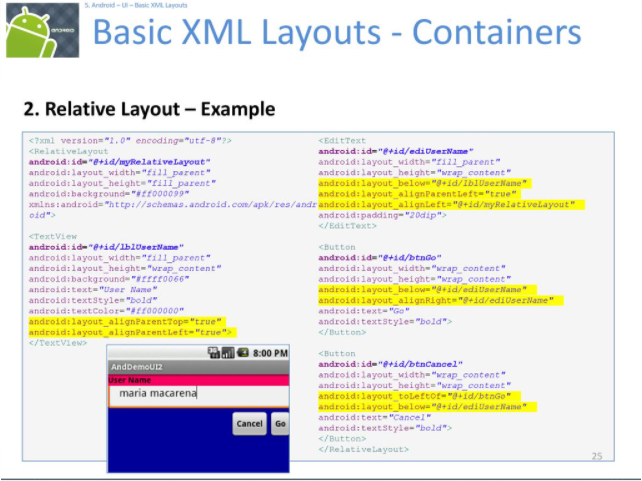 5. Android – UI – Basic XML Layouts
Basic XML Layouts - Containers
2. Relative Layout – Example
<?xml version="1.0" encoding="utf-8"?>
<RelativeLayout
android:id="@+id/myRelativeLayout"
android:layout_width="fill_parent"
android:layout_height="fill_parent"
android:background="#ff000099"
xmlns:android="http://schemas.android.com/apk/res/andr
oid">
<TextView
android:id="@+id/lblUserName"
android:layout_width="fill_parent"
android:layout_height="wrap_content"
android:background="#ffff0066"
android:text="User Name"
android:textStyle="bold"
android:textColor="#ff000000"
android:layout_alignParentTop="true"
android:layout_alignParentLeft="true">
</TextView>
<EditText
android:id="@+id/ediUserName"
android:layout_width="fill_parent"
android:layout_height="wrap_content"
android:layout_below="@+id/lblUserName"
android:layout_alignParentLeft="true"
android:layout_alignLeft="@+id/myRelativeLayout"
android:padding="20dip">
</EditText>
<Button
android:id="@+id/btnGo"
android:layout_width="wrap_content"
android:layout_height="wrap_content"
android:layout_below="@+id/ediUserName"
android:layout_alignRight="@+id/ediUserName"
android:text="Go"
android:textStyle="bold">
</Button>
<Button
android:id="@+id/btnCancel"
android:layout_width="wrap_content"
android:layout_height="wrap_content"
android:layout_toLeftOf="@+id/btnGo"
android:layout_below="@+id/ediUserName"
android:text="Cancel"
android:textStyle="bold">
</Button>
</RelativeLayout>
8:00 PM
AndDemoUI2
User Name
maria macarena
Cancel Go
25